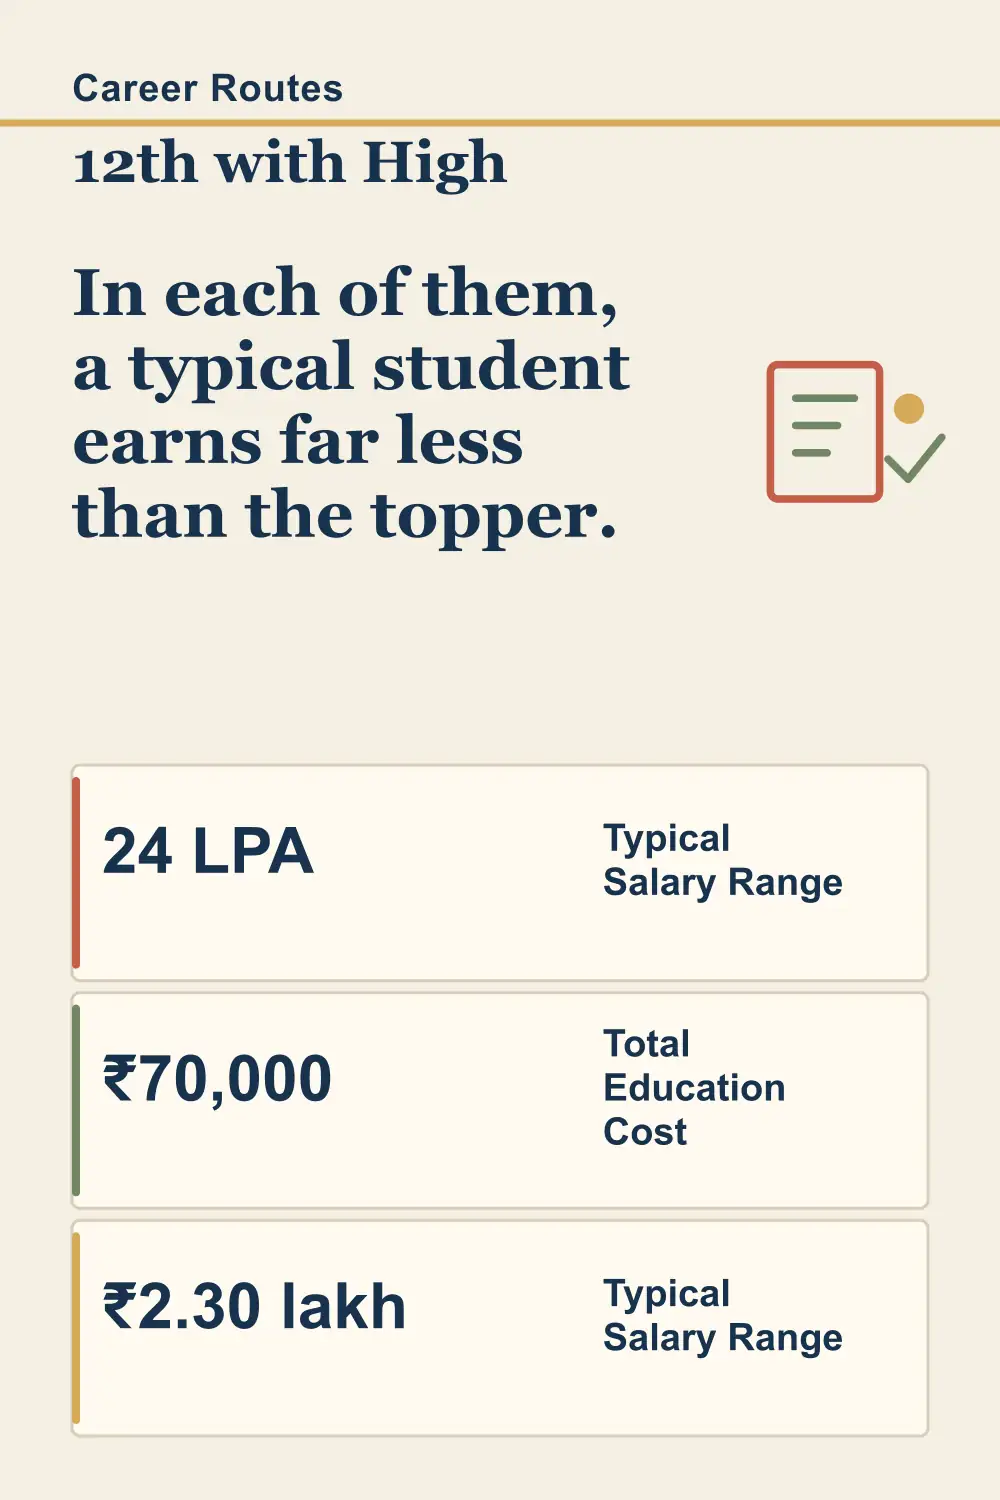 Career Routes
12th with High
In each of them,
a typical student
earns far less
than the topper.
24 LPA
Typical
Salary Range
₹70,000
Total
Education
Cost
₹2.30 lakh
Typical
Salary Range